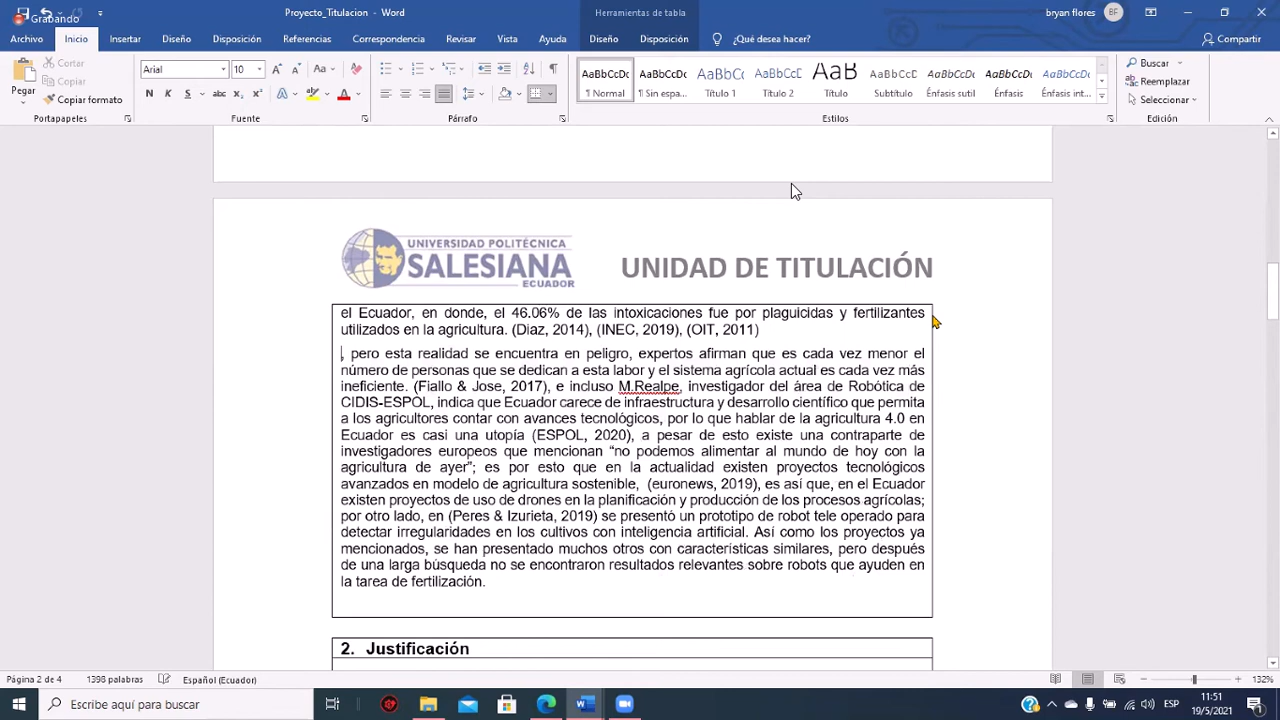 Grabando
Proyecto_Titulacion - Word
Herramientas de tabla
bryan flores
BF
Archivo Inicio Insertar Diseño Disposición Referencias Correspondencia Revisar Vista Ayuda Diseño Disposición ¿Qué desea hacer? Compartir
Pegar
Cortar
Copiar
Copiar formato
Portapapeles
Arial 10
N K S abc x₂ x²
Fuente
Párrafo
AaBbCcDc AaBbCcDc AaBbCc AaBbCcD AaB AaBbCcD AaBbCcDc AaBbCcDc AaBbCcDc
¶ Normal ¶ Sin espa... Título 1 Título 2 Título Subtítulo Énfasis sutil Énfasis Énfasis int...
Estilos
Buscar
Reemplazar
Seleccionar
Edición
UNIVERSIDAD POLITÉCNICA
SALESIANA
ECUADOR
UNIDAD DE TITULACIÓN
el Ecuador, en donde, el 46.06% de las intoxicaciones fue por plaguicidas y fertilizantes
utilizados en la agricultura. (Diaz, 2014), (INEC, 2019), (OIT, 2011)
, pero esta realidad se encuentra en peligro, expertos afirman que es cada vez menor el
número de personas que se dedican a esta labor y el sistema agrícola actual es cada vez más
ineficiente. (Fiallo & Jose, 2017), e incluso M.Realpe, investigador del área de Robótica de
CIDIS-ESPOL, indica que Ecuador carece de infraestructura y desarrollo científico que permita
a los agricultores contar con avances tecnológicos, por lo que hablar de la agricultura 4.0 en
Ecuador es casi una utopía (ESPOL, 2020), a pesar de esto existe una contraparte de
investigadores europeos que mencionan “no podemos alimentar al mundo de hoy con la
agricultura de ayer”; es por esto que en la actualidad existen proyectos tecnológicos
avanzados en modelo de agricultura sostenible, (euronews, 2019), es así que, en el Ecuador
existen proyectos de uso de drones en la planificación y producción de los procesos agrícolas;
por otro lado, en (Peres & Izurieta, 2019) se presentó un prototipo de robot tele operado para
detectar irregularidades en los cultivos con inteligencia artificial. Así como los proyectos ya
mencionados, se han presentado muchos otros con características similares, pero después
de una larga búsqueda no se encontraron resultados relevantes sobre robots que ayuden en
la tarea de fertilización.
2. Justificación
Página 2 de 4 1398 palabras Español (Ecuador) 132%
Escribe aquí para buscar
ESP
11:51
19/5/2021